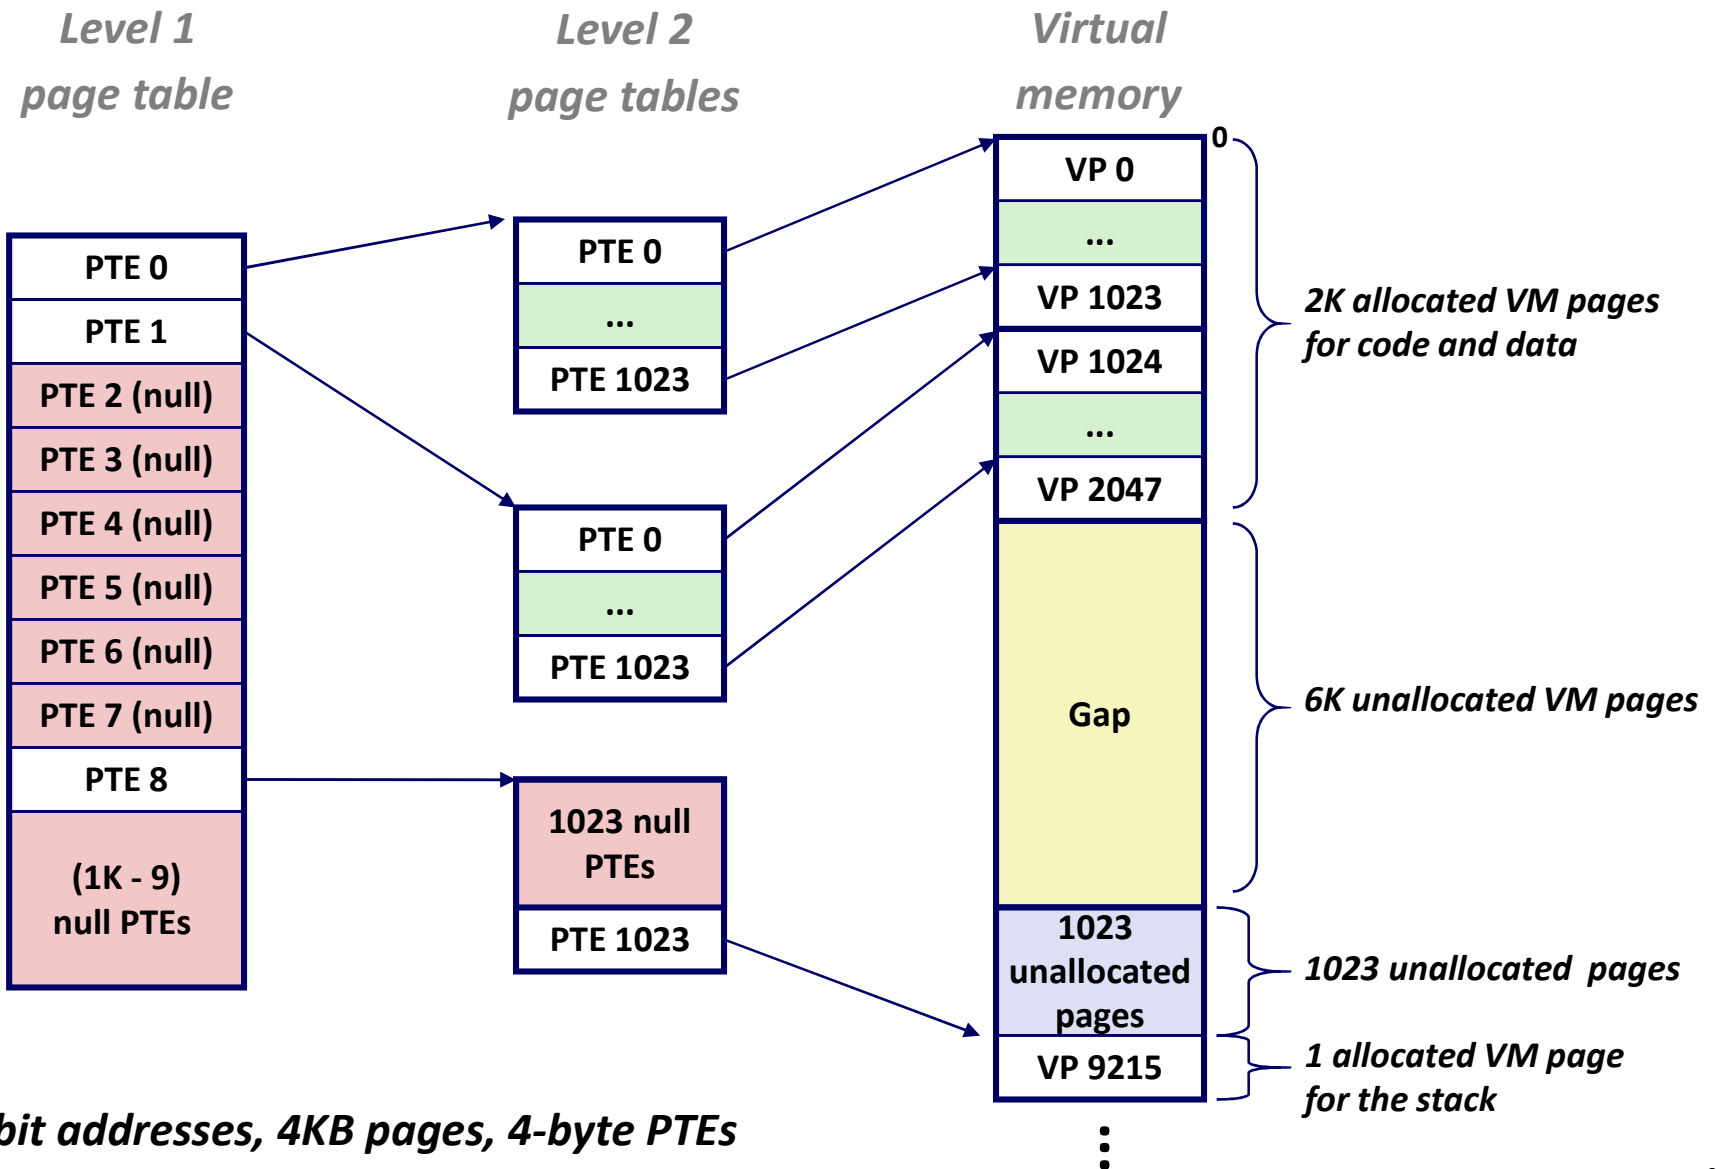 Level 1
page table
Level 2
page tables
Virtual
memory
PTE 0
PTE 1
PTE 2 (null)
PTE 3 (null)
PTE 4 (null)
PTE 5 (null)
PTE 6 (null)
PTE 7 (null)
PTE 8
(1K - 9)
null PTEs
PTE 0
...
PTE 1023
PTE 0
...
PTE 1023
1023 null
PTEs
PTE 1023
0
VP 0
...
VP 1023
VP 1024
...
VP 2047
Gap
1023
unallocated
pages
VP 9215
2K allocated VM pages
for code and data
6K unallocated VM pages
1023 unallocated pages
1 allocated VM page
for the stack
bit addresses, 4KB pages, 4-byte PTEs